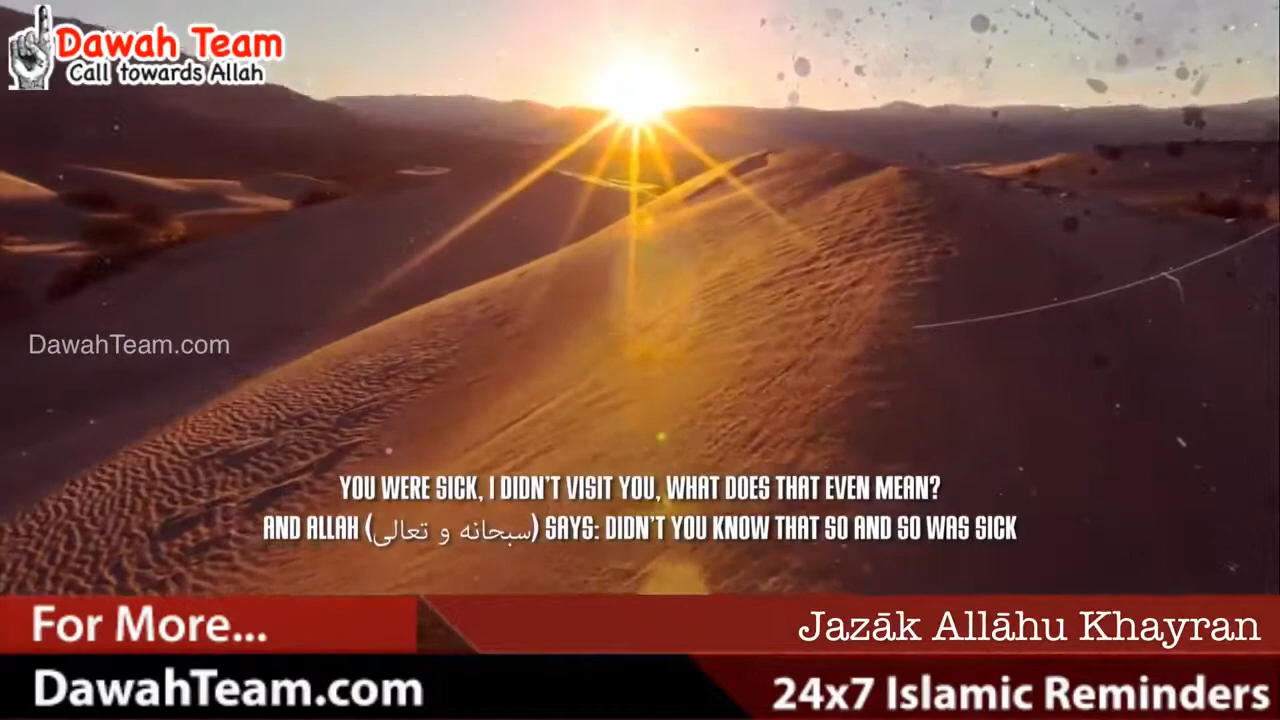 Dawah Team
Call towards Allah
DawahTeam.com
YOU WERE SICK, I DIDN'T VISIT YOU, WHAT DOES THAT EVEN MEAN?
AND ALLAH (سبحانه و تعالى) SAYS: DIDN'T YOU KNOW THAT SO AND SO WAS SICK
For More...
Jazāk Allāhu Khayran
DawahTeam.com
24x7 Islamic Reminders